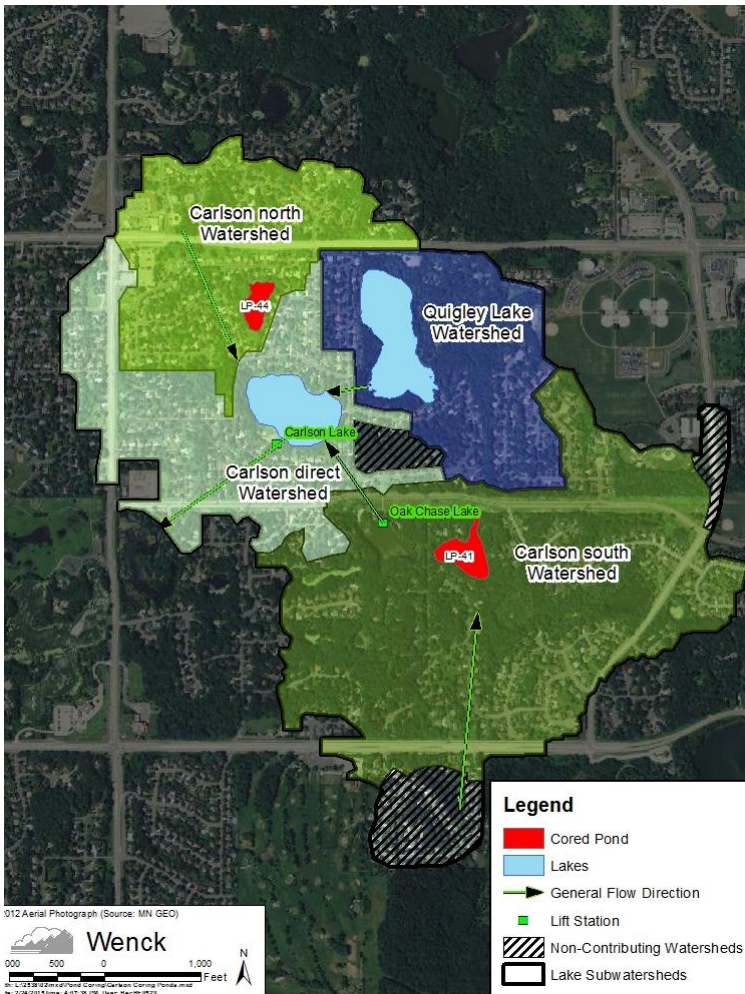 Carlson north
Watershed
LP-44
Quigley Lake
Watershed
Carlson Lake
Carlson direct
Watershed
Oak Chase Lake
LP-41
Carlson south
Watershed
Legend
Cored Pond
Lakes
General Flow Direction
Lift Station
Non-Contributing Watersheds
Lake Subwatersheds
2012 Aerial Photograph (Source: MN GEO)
Wenck
000 500 0 1,000
Feet
N